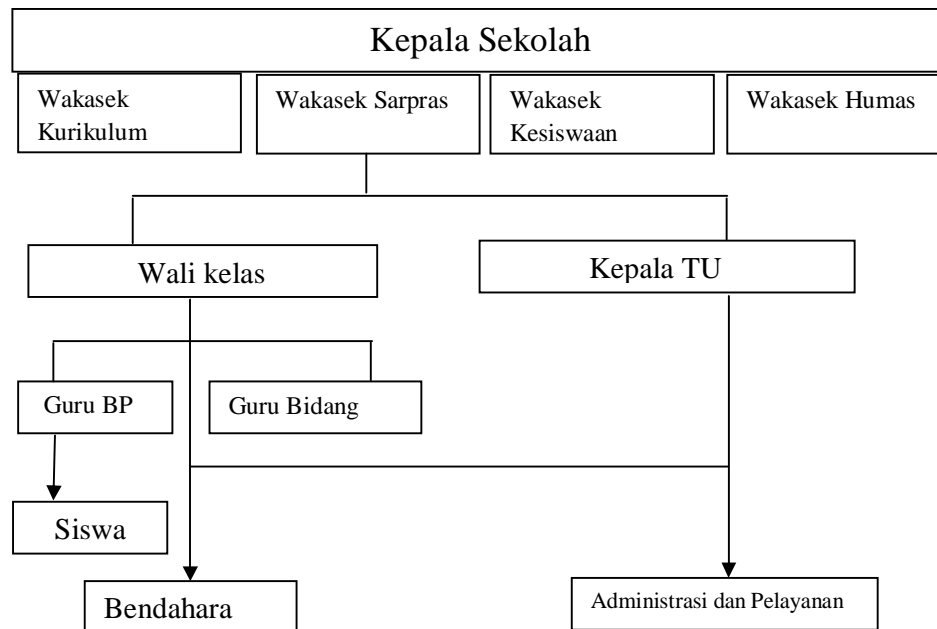 Kepala Sekolah
Wakasek
Kurikulum
Wakasek Sarpras
Wakasek
Kesiswaan
Wakasek Humas
Wali kelas
Kepala TU
Guru BP
Guru Bidang
Siswa
Bendahara
Administrasi dan Pelayanan